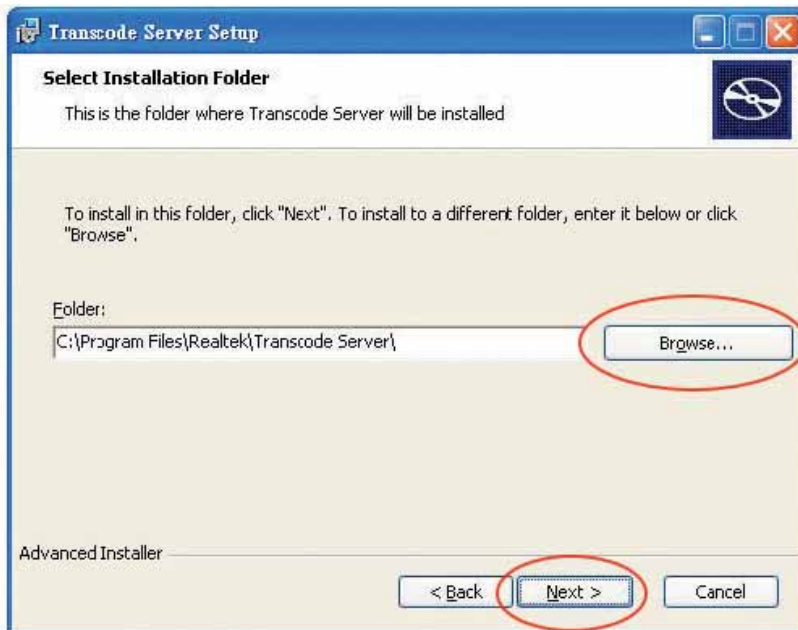 Transcode Server Setup
Select Installation Folder
This is the folder where Transcode Server will be installed
To install in this folder, click "Next". To install to a different folder, enter it below or click
"Browse".
Folder:
C:\Program Files\Realtek\Transcode Server\
Browse...
Advanced Installer
< Back
Next >
Cancel